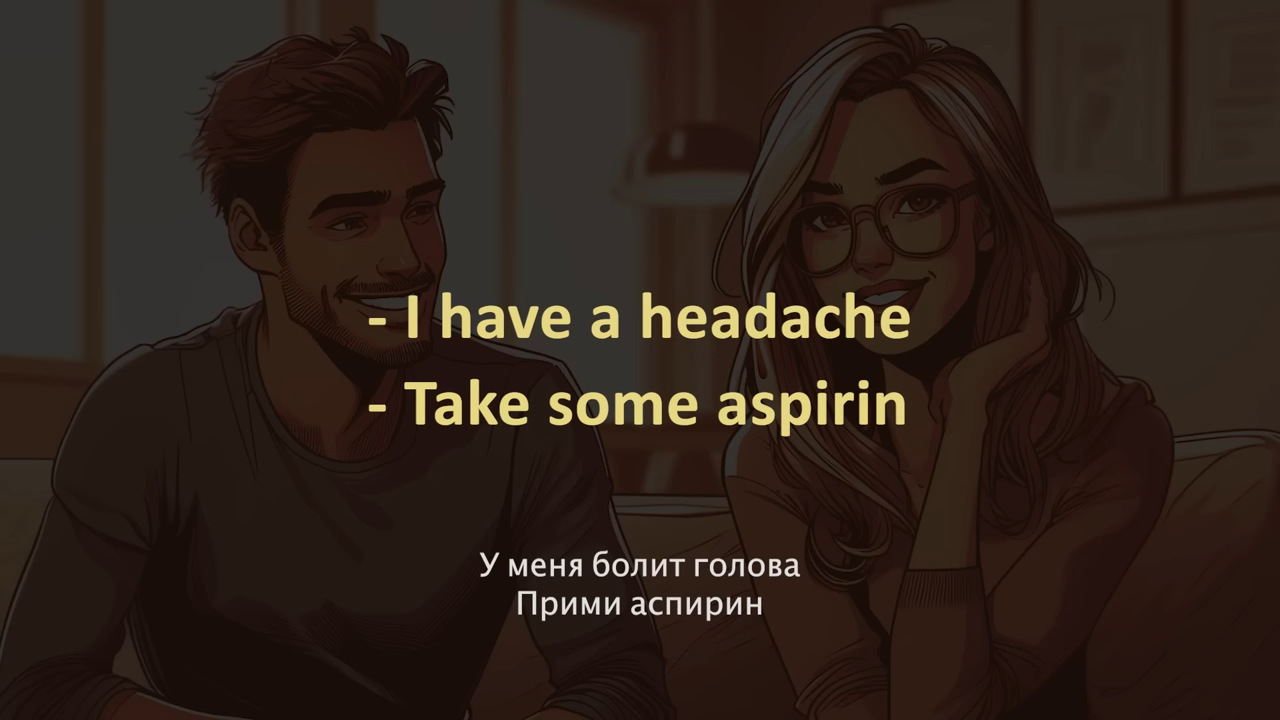 - I have a headache
- Take some aspirin
У меня болит голова
Прими аспирин